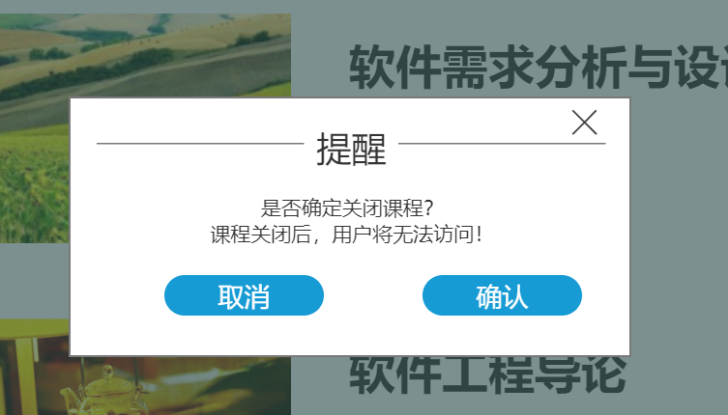 软件需求分析与设
提醒
是否确定关闭课程?
课程关闭后，用户将无法访问!
取消
确认
软件工程导论